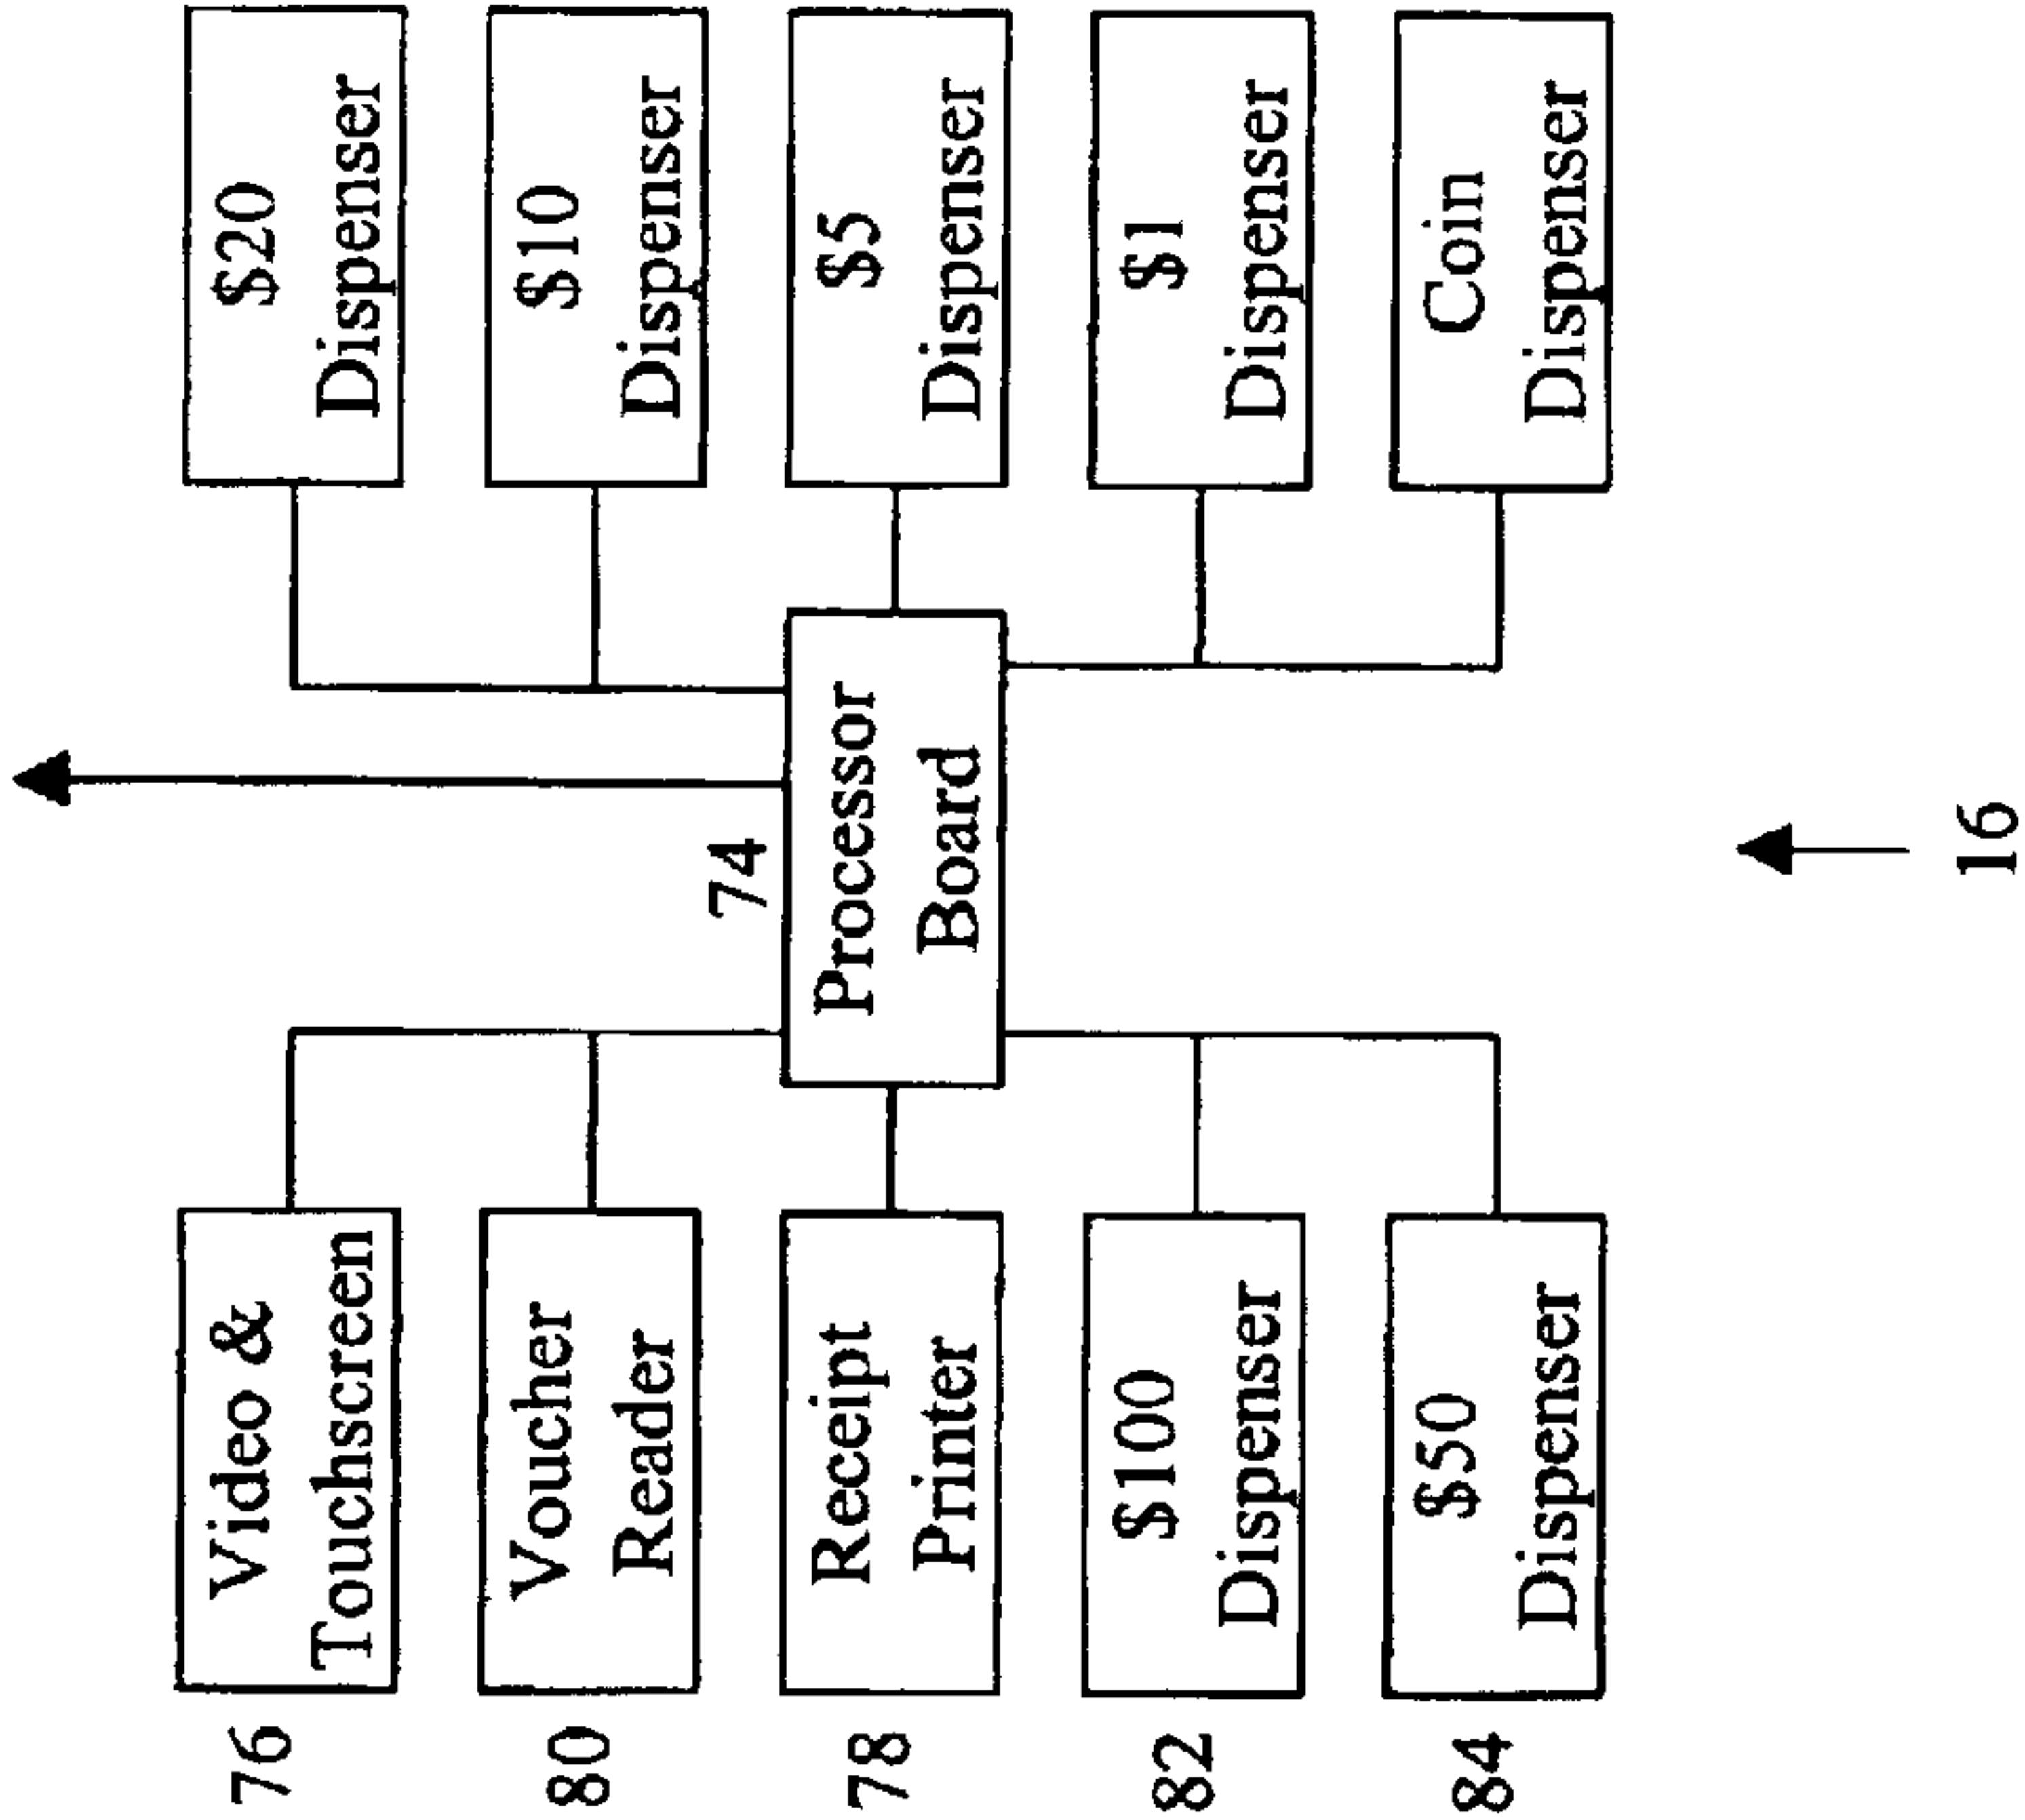 76
Video &
Touchscreen
80
Voucher
Reader
78
Receipt
Printer
82
$100
Dispenser
84
$50
Dispenser
74
Processor
Board
$20
Dispenser
$10
Dispenser
$5
Dispenser
$1
Dispenser
Coin
Dispenser
16